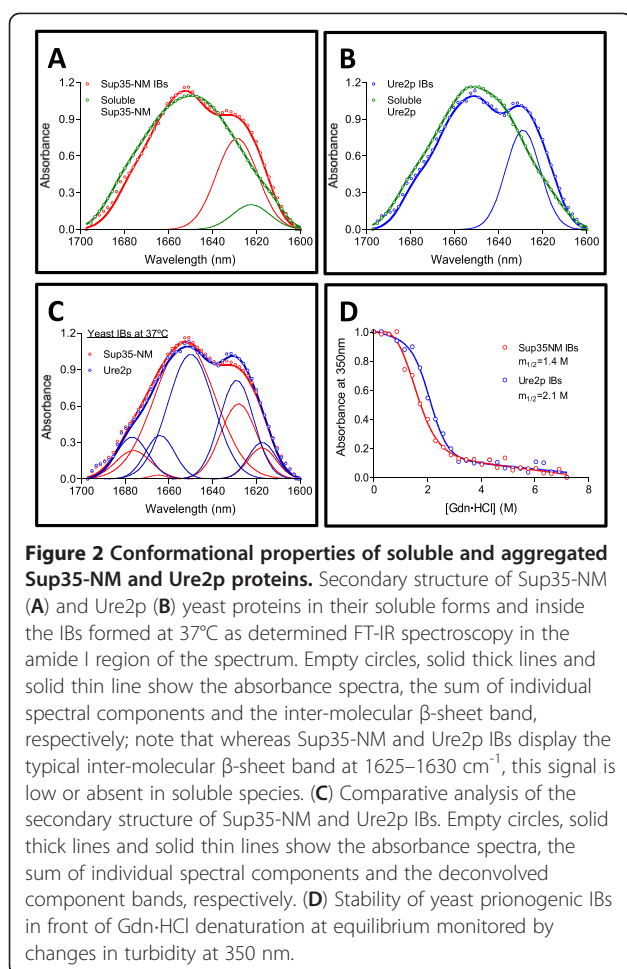 A
Absorbance
1.2
0.9
0.6
0.3
0.0
Sup35-NM IBs
Soluble
Sup35-NM
1700 1680 1660 1640 1620 1600
Wavelength (nm)
B
Absorbance
1.2
0.9
0.6
0.3
0.0
Ure2p IBs
Soluble
Ure2p
1700 1680 1660 1640 1620 1600
Wavelength (nm)
C
Absorbance
1.2
0.9
0.6
0.3
0.0
Yeast IBs at 37ºC
Sup35-NM
Ure2p
1700 1680 1660 1640 1620 1600
Wavelength (nm)
D
Absorbance at 350nm
1.0
0.8
0.6
0.4
0.2
0.0
Sup35NM IBs
m1/2=1.4 M
Ure2p IBs
m1/2=2.1 M
0 2 4 6 8
[Gdn·HCl] (M)
Figure 2 Conformational properties of soluble and aggregated
Sup35-NM and Ure2p proteins. Secondary structure of Sup35-NM
(A) and Ure2p (B) yeast proteins in their soluble forms and inside
the IBs formed at 37°C as determined FT-IR spectroscopy in the
amide I region of the spectrum. Empty circles, solid thick lines and
solid thin line show the absorbance spectra, the sum of individual
spectral components and the inter-molecular β-sheet band,
respectively; note that whereas Sup35-NM and Ure2p IBs display the
typical inter-molecular β-sheet band at 1625–1630 cm-1, this signal is
low or absent in soluble species. (C) Comparative analysis of the
secondary structure of Sup35-NM and Ure2p IBs. Empty circles, solid
thick lines and solid thin lines show the absorbance spectra, the
sum of individual spectral components and the deconvolved
component bands, respectively. (D) Stability of yeast prionogenic IBs
in front of Gdn·HCl denaturation at equilibrium monitored by
changes in turbidity at 350 nm.